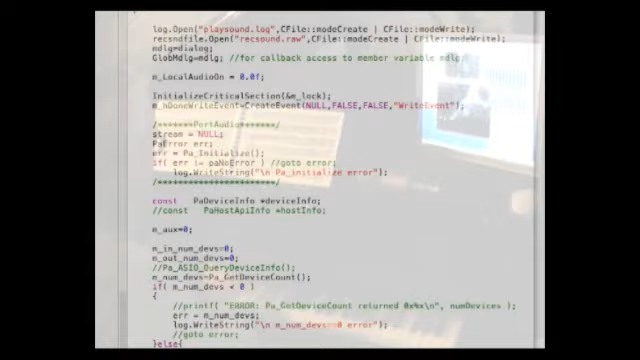 log.Open("playsound.log",CFile::modeCreate | CFile::modeWrite);
recsndfile.Open("recsound.raw",CFile::modeCreate | CFile::modeWrite);
mdlg=dialog;
GlobMdlg=mdlg; //for callback access to member variable mdlg;
m_LocalAudioOn = 0.0f;
InitializeCriticalSection(&m_lock);
m_hDoneWriteEvent=CreateEvent(NULL,FALSE,FALSE,"WriteEvent");
/*******PortAudio*******/
stream = NULL;
PaError err;
err = Pa_Initialize();
if( err != paNoError ) //goto error;
log.WriteString("\n Pa_initialize error");
/***********************/
const PaDeviceInfo *deviceInfo;
//const PaHostApiInfo *hostInfo;
m_aux=0;
m_in_num_devs=0;
m_out_num_devs=0;
//Pa_ASIO_QueryDeviceInfo();
m_num_devs=Pa_GetDeviceCount();
if( m_num_devs < 0 )
{
//printf( "ERROR: Pa_GetDeviceCount returned 0x%x\n", numDevices );
err = m_num_devs;
log.WriteString("\n m_num_devs==0 error");
//goto error;
}else{